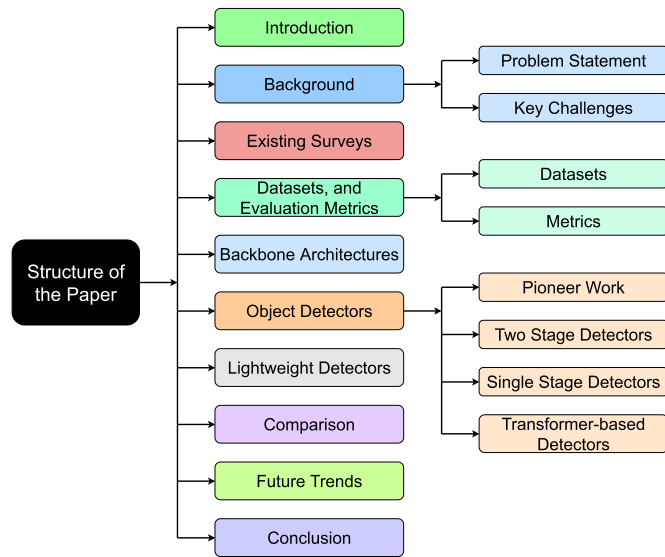 Structure of
the Paper
Introduction
Background
Problem Statement
Key Challenges
Existing Surveys
Datasets, and
Evaluation Metrics
Datasets
Metrics
Backbone Architectures
Object Detectors
Pioneer Work
Two Stage Detectors
Single Stage Detectors
Transformer-based
Detectors
Lightweight Detectors
Comparison
Future Trends
Conclusion